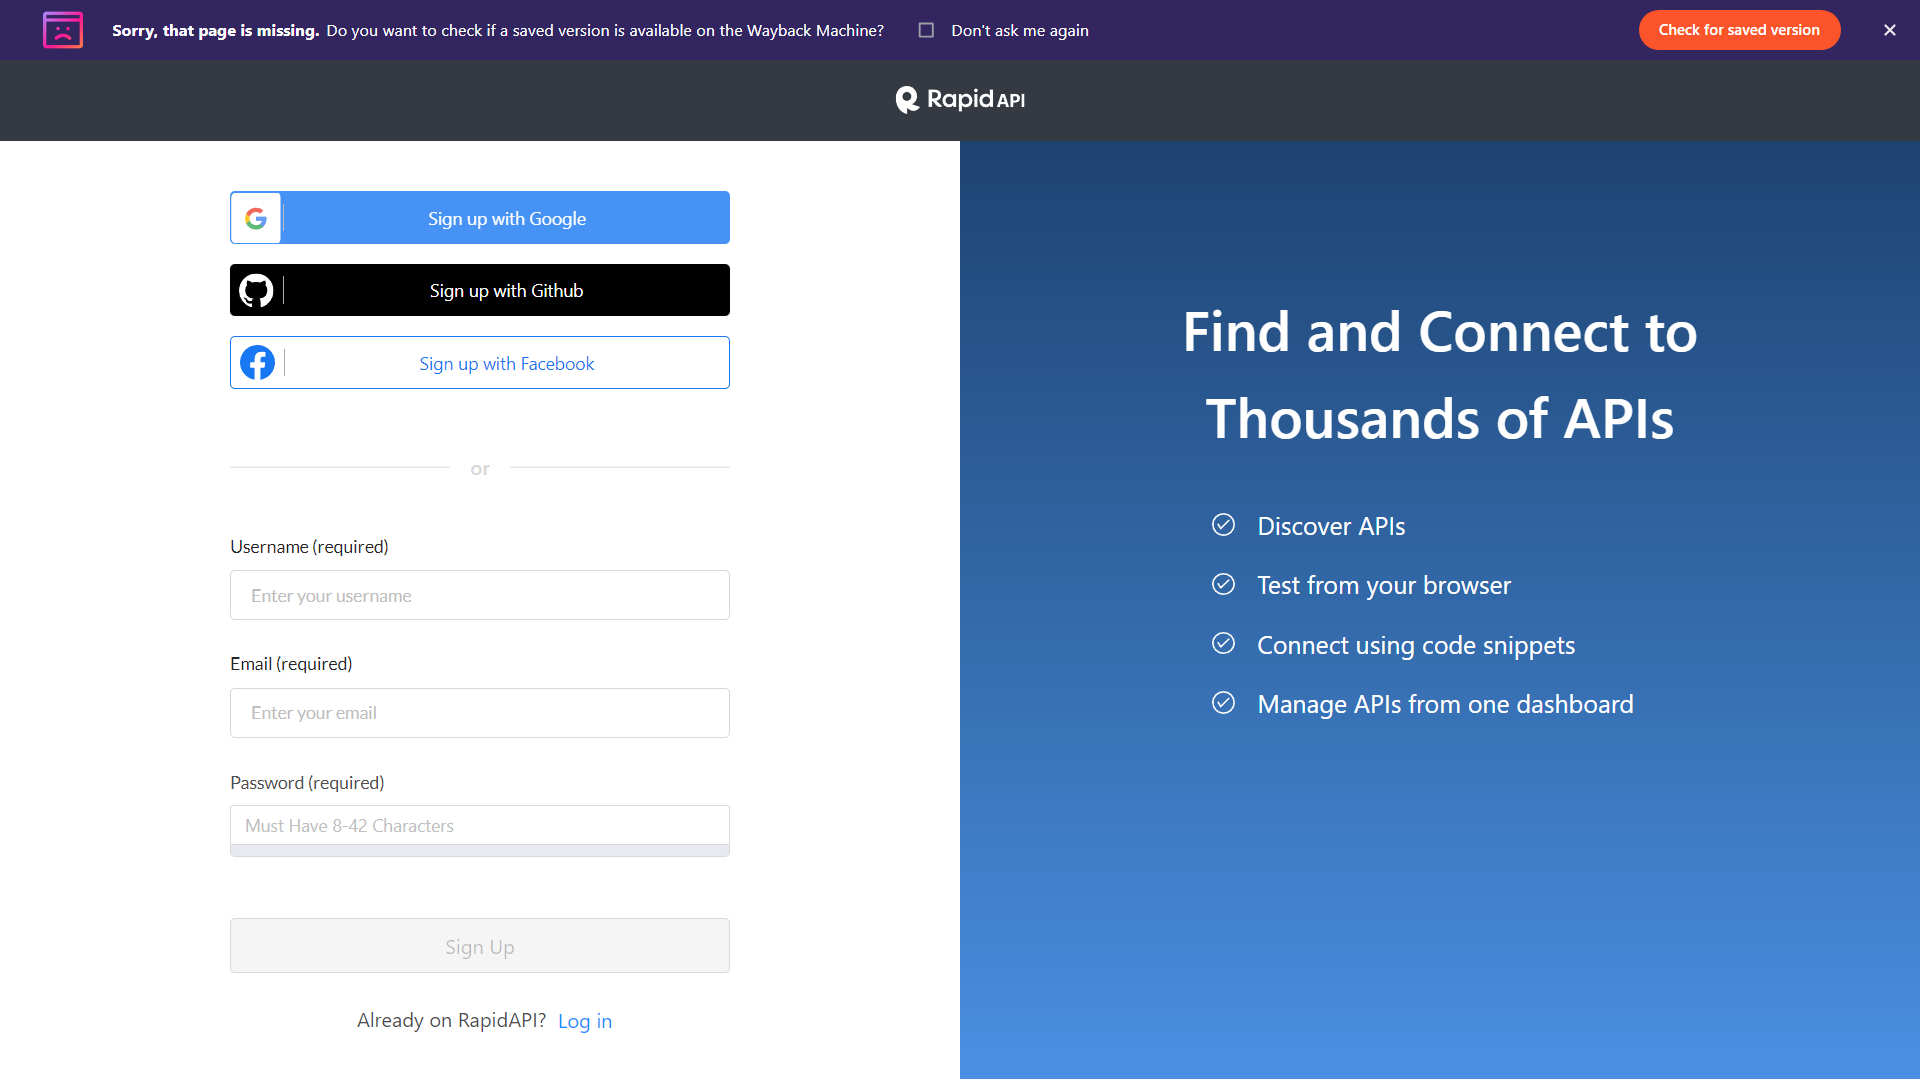 Sorry, that page is missing. Do you want to check if a saved version is available on the Wayback Machine? Don't ask me again Check for saved version
Rapid API
Sign up with Google
Sign up with Github
Sign up with Facebook
or
Username (required)
Enter your username
Email (required)
Enter your email
Password (required)
Must Have 8-42 Characters
Sign Up
Already on RapidAPI? Log in
Find and Connect to
Thousands of APIs
Discover APIs
Test from your browser
Connect using code snippets
Manage APIs from one dashboard